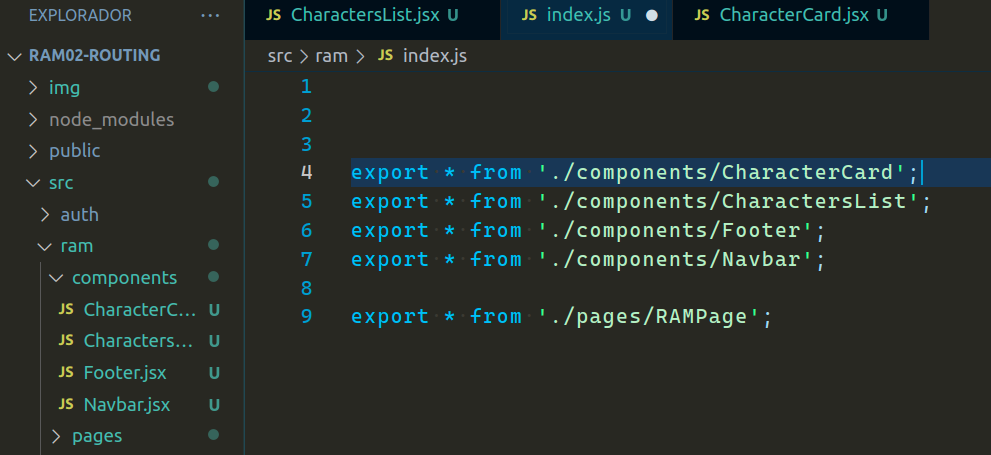 EXPLORADOR ···
JS CharactersList.jsx U
JS index.js U
JS CharacterCard.jsx U
RAM02-ROUTING
src > ram > JS index.js
img
node_modules
public
src
auth
ram
components
JS CharacterC... U
JS Characters... U
JS Footer.jsx U
JS Navbar.jsx U
pages
1
2
3
4 export * from './components/CharacterCard';
5 export * from './components/CharactersList';
6 export * from './components/Footer';
7 export * from './components/Navbar';
8
9 export * from './pages/RAMPage';